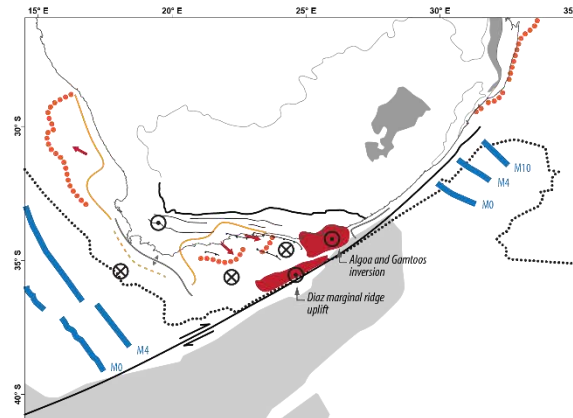 15° E
20° E
25° E
30° E
35
30° S
35° S
40° S
M10
M4
M0
Algoa and Gamtoos
inversion
Diaz marginal ridge
uplift
M4
M0